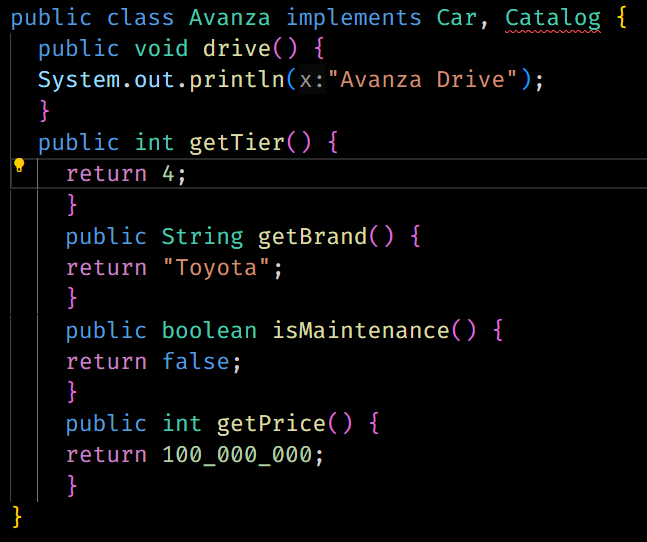 public class Avanza implements Car, Catalog {
public void drive() {
System.out.println(x:"Avanza Drive");
}
public int getTier() {
return 4;
}
public String getBrand() {
return "Toyota";
}
public boolean isMaintenance() {
return false;
}
public int getPrice() {
return 100_000_000;
}
}